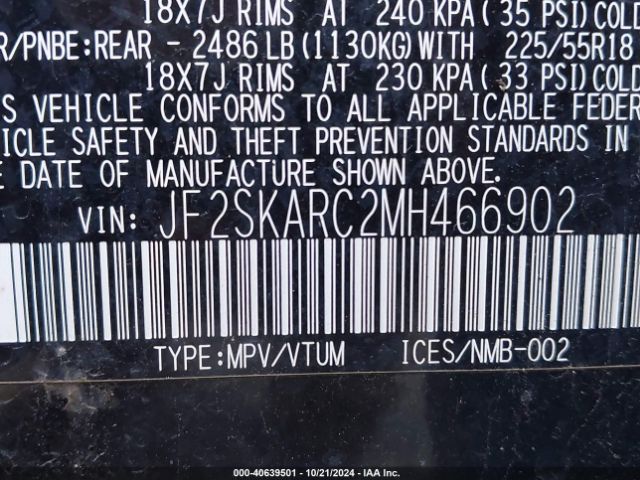 18X7J RIMS AT 240 KPA(35 PSI)COLD
R/PNBE:REAR - 2486 LB(1130KG)WITH 225/55R18
18X7J RIMS AT 230 KPA(33 PSI)COLD
S VEHICLE CONFORMS TO ALL APPLICABLE FEDER
ICLE SAFETY AND THEFT PREVENTION STANDARDS IN
E DATE OF MANUFACTURE SHOWN ABOVE.
VIN: JF2SKARC2MH466902
TYPE:MPV/VTUM ICES/NMB-002
000-40639501 - 10/21/2024 - IAA Inc.